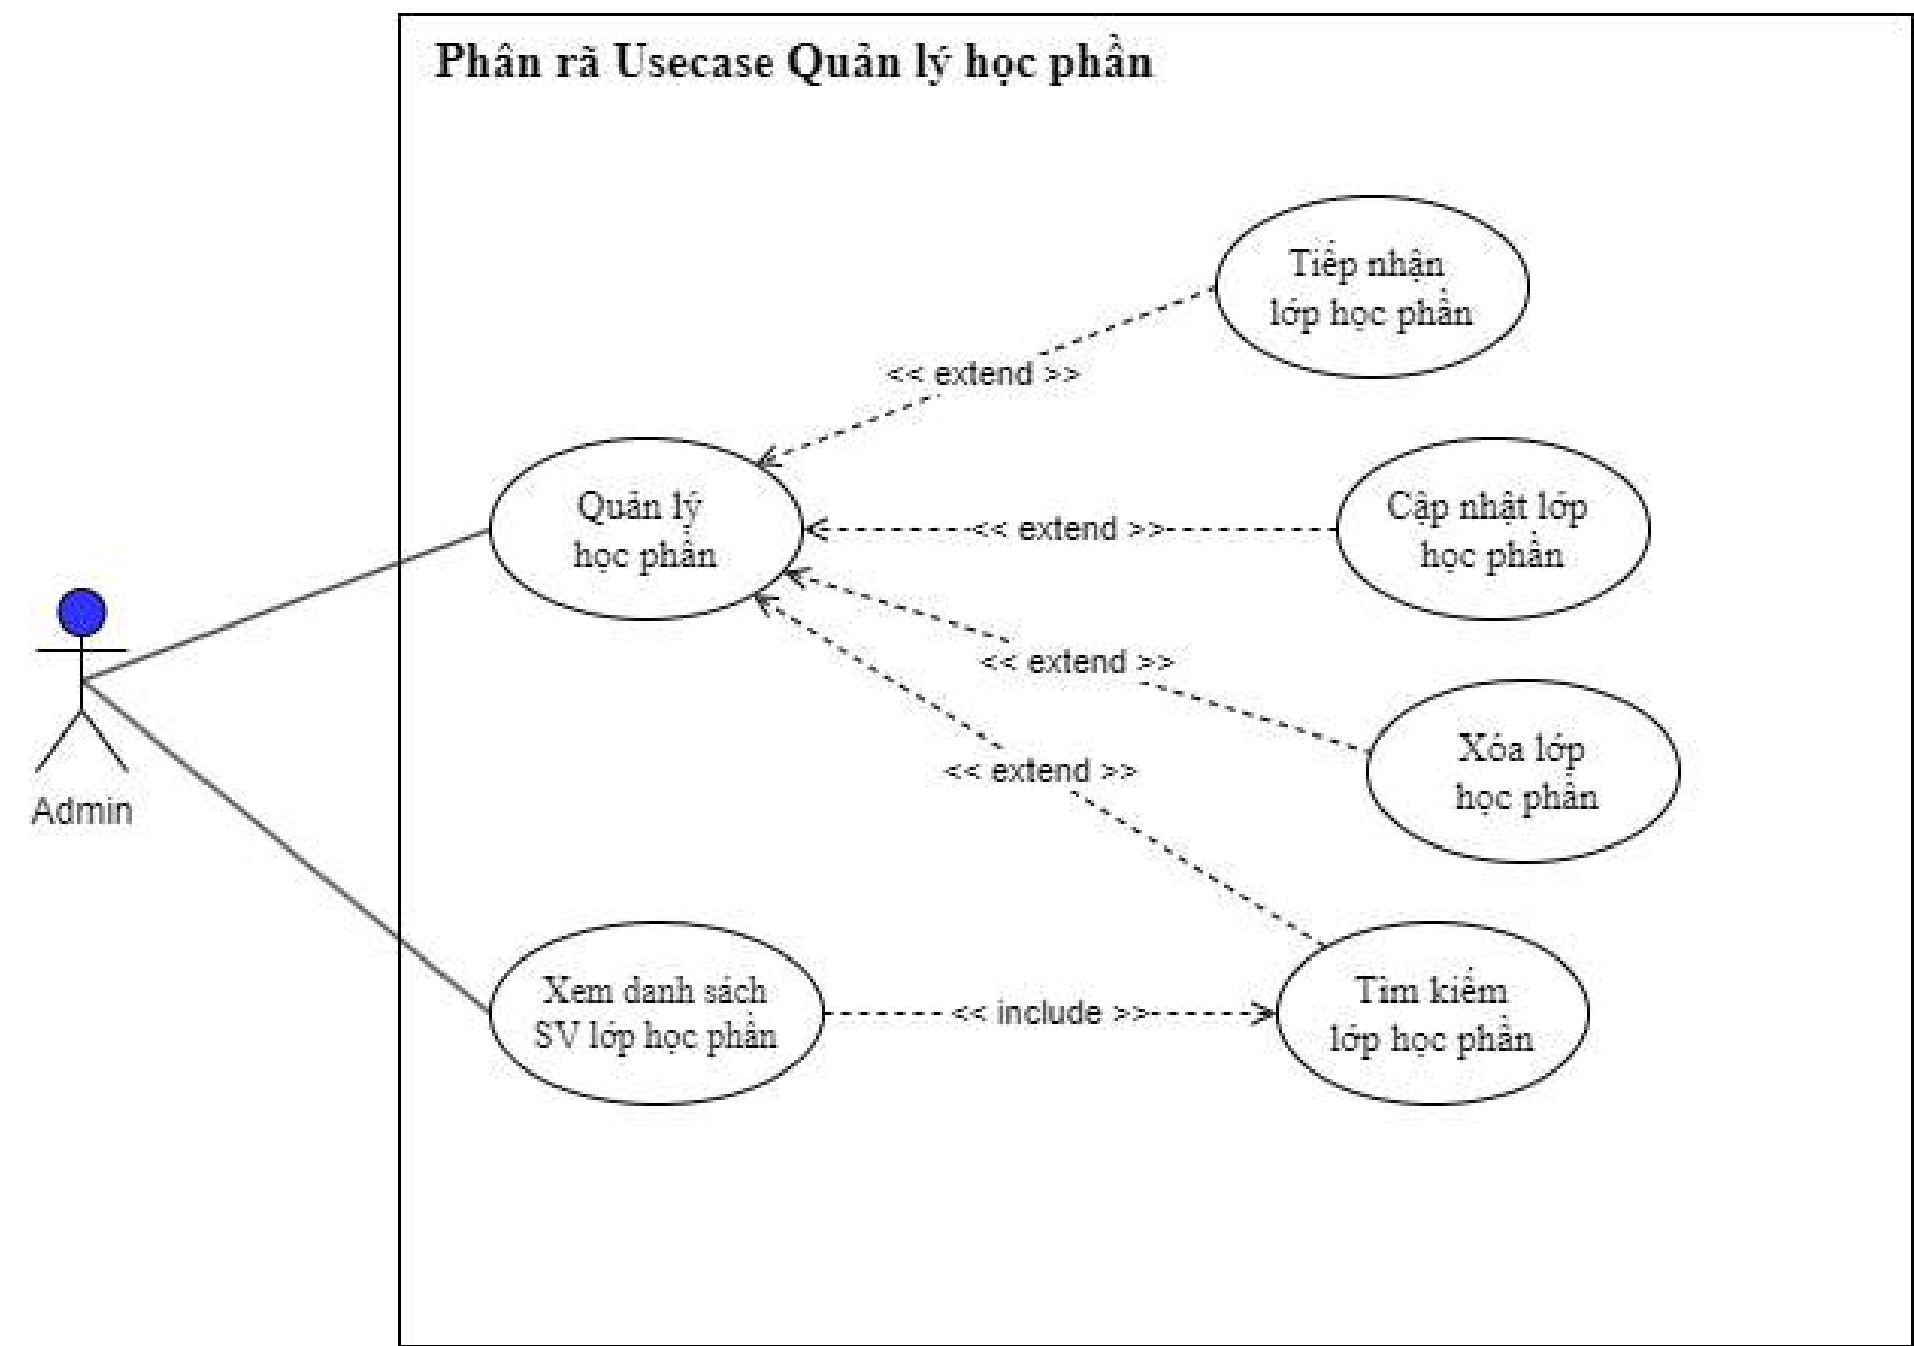 Phân rã Usecase Quản lý học phần
Tiếp nhận
lớp học phần
<< extend >>
Quản lý
học phần
<< extend >>
Cập nhật lớp
học phần
<< extend >>
Xóa lớp
học phần
<< extend >>
Admin
Xem danh sách
SV lớp học phần
<< include >>
Tìm kiếm
lớp học phần